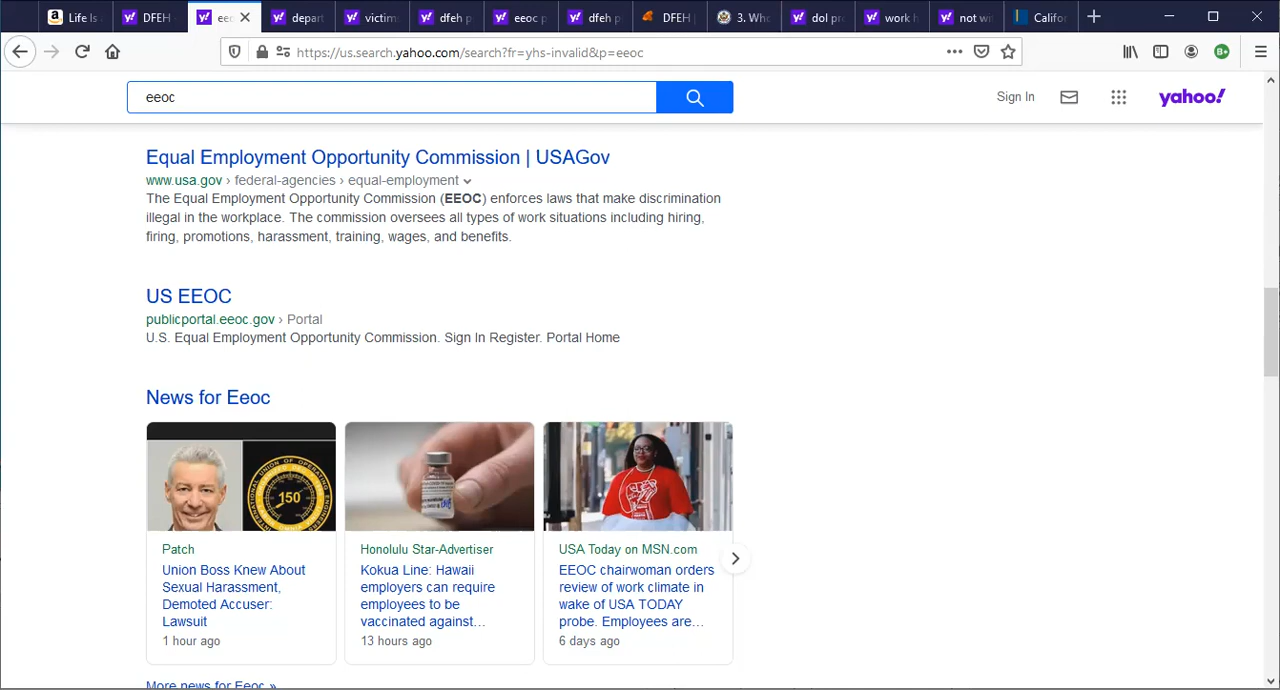 Life Is
DFEH
eeo
depart
victim
dfeh p
eeoc p
dfeh p
DFEH
3. Who
dol pr
work h
not wi
Califor
https://us.search.yahoo.com/search?fr=yhs-invalid&p=eeoc
eeoc
Sign In
yahoo!
Equal Employment Opportunity Commission | USAGov
www.usa.gov › federal-agencies › equal-employment
The Equal Employment Opportunity Commission (EEOC) enforces laws that make discrimination
illegal in the workplace. The commission oversees all types of work situations including hiring,
firing, promotions, harassment, training, wages, and benefits.
US EEOC
publicportal.eeoc.gov › Portal
U.S. Equal Employment Opportunity Commission. Sign In Register. Portal Home
News for Eeoc
150
Patch
Union Boss Knew About
Sexual Harassment,
Demoted Accuser:
Lawsuit
1 hour ago
Honolulu Star-Advertiser
Kokua Line: Hawaii
employers can require
employees to be
vaccinated against...
13 hours ago
USA Today on MSN.com
EEOC chairwoman orders
review of work climate in
wake of USA TODAY
probe. Employees are...
6 days ago
More news for Eeoc »